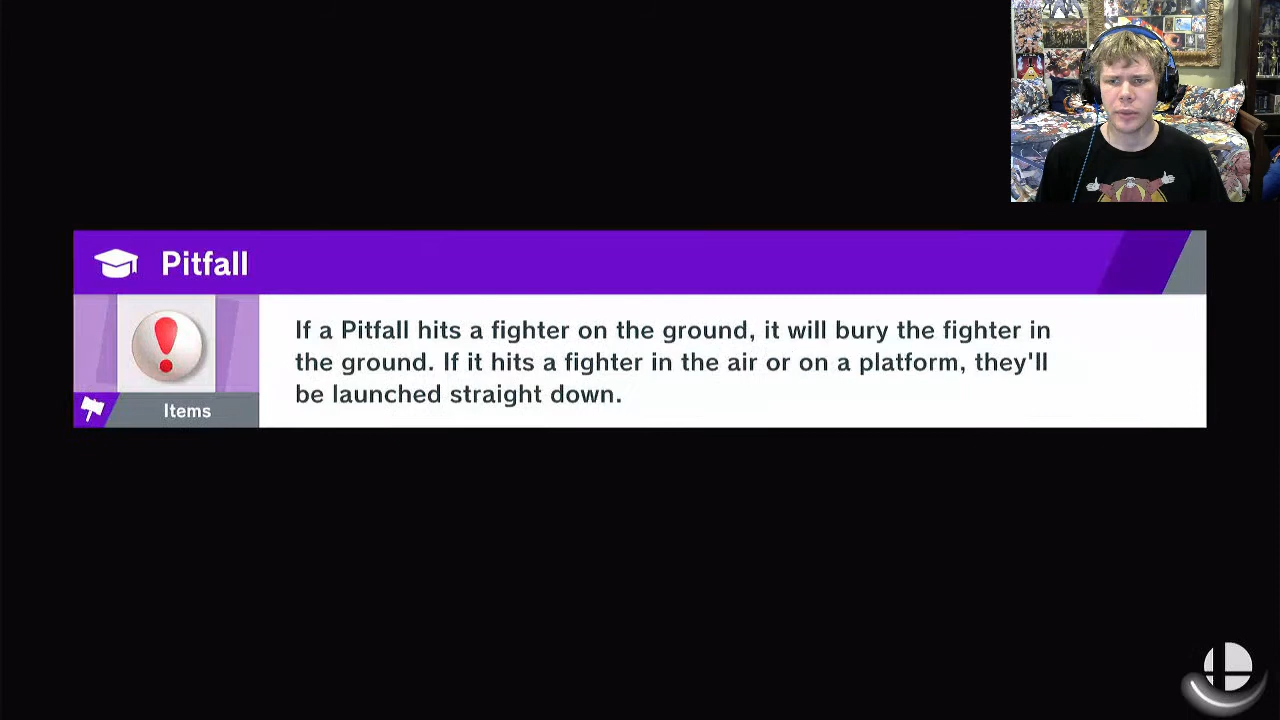 Pitfall
If a Pitfall hits a fighter on the ground, it will bury the fighter in
the ground. If it hits a fighter in the air or on a platform, they'll
be launched straight down.
Items